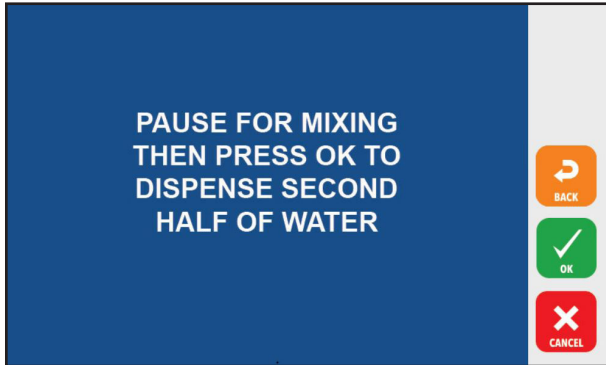 PAUSE FOR MIXING
THEN PRESS OK TO
DISPENSE SECOND
HALF OF WATER
BACK
OK
CANCEL